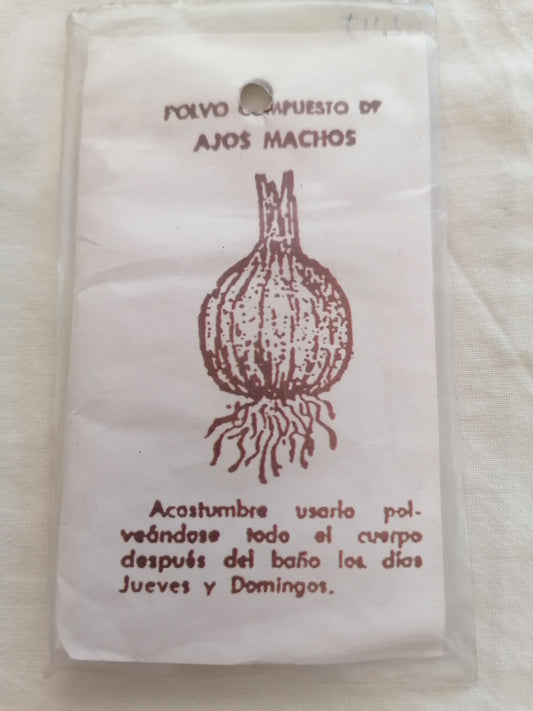 POLVO COMPUESTO DE
AJOS MACHOS
Acostumbre usarlo pol-
veándose todo el cuerpo
después del baño los días
Jueves y Domingos.